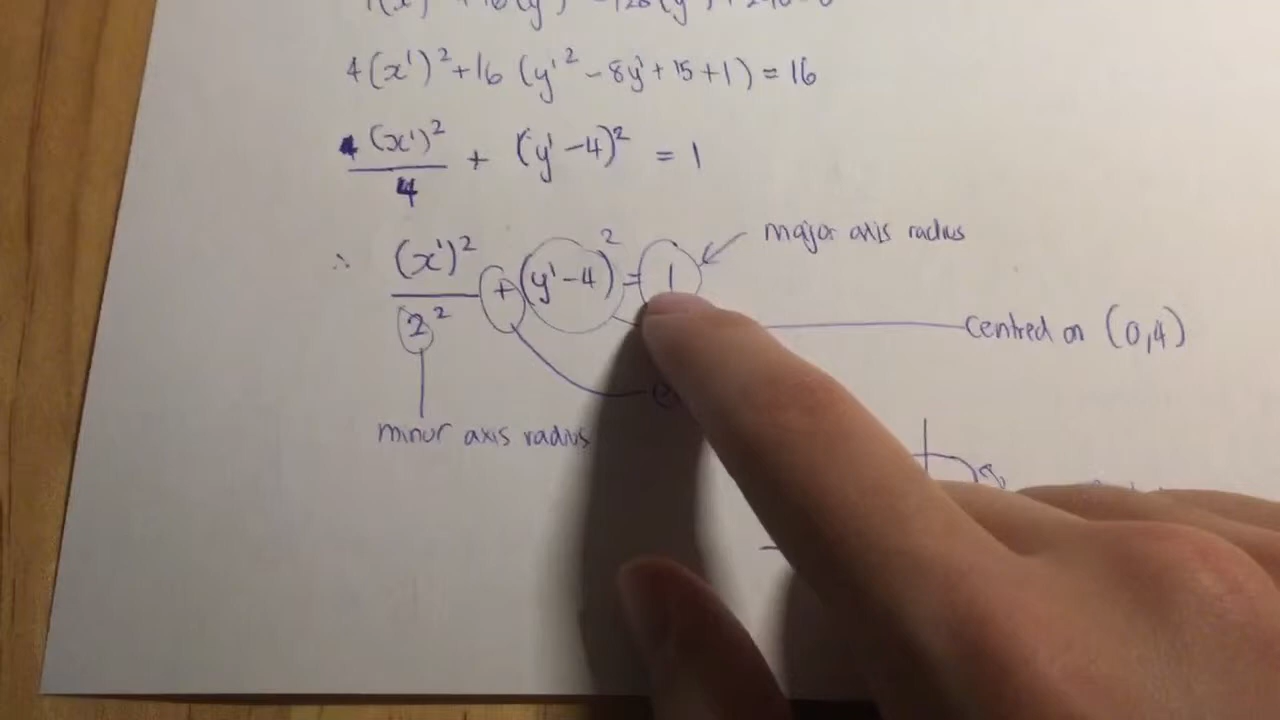 4(x')² + 16 (y'² - 8y' + 15 + 1) = 16
(x')² / 4 + (y' - 4)² = 1
∴ (x')² / 2² + (y' - 4)² = 1
major axis radius
centred on (0,4)
minor axis radius